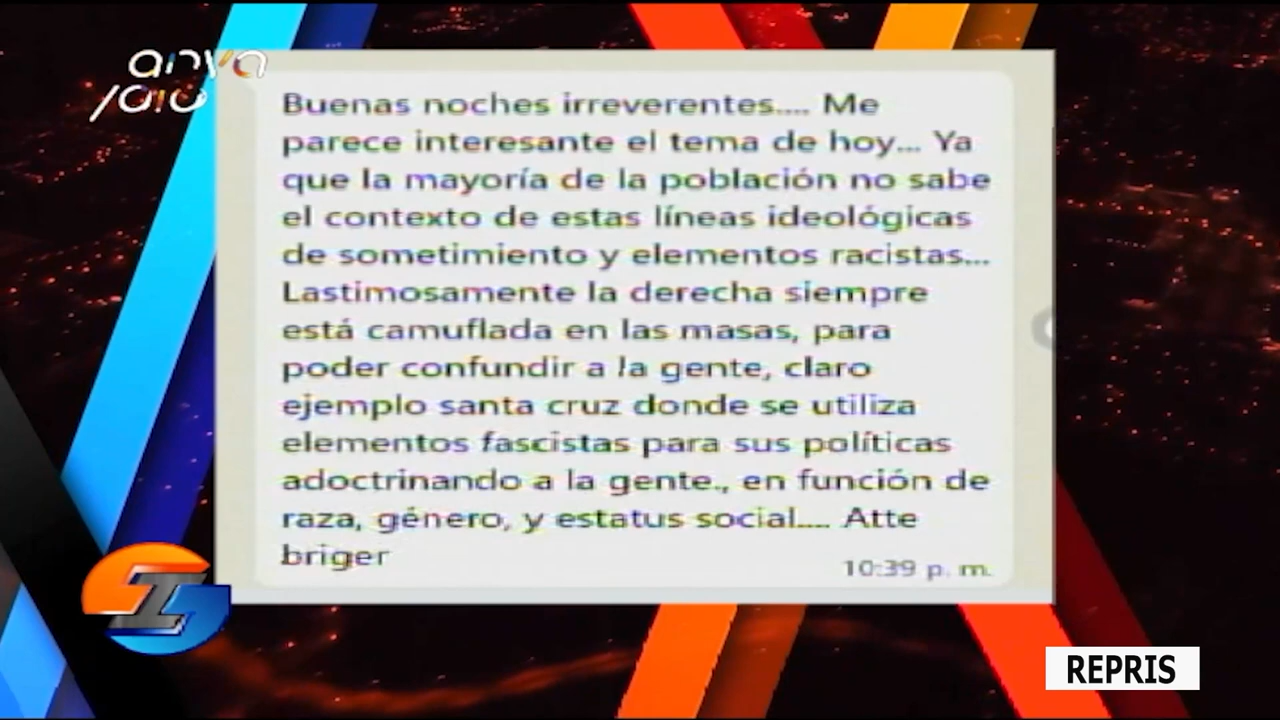 Buenas noches irreverentes.... Me
parece interesante el tema de hoy... Ya
que la mayoría de la población no sabe
el contexto de estas líneas ideológicas
de sometimiento y elementos racistas...
Lastimosamente la derecha siempre
está camuflada en las masas, para
poder confundir a la gente, claro
ejemplo santa cruz donde se utiliza
elementos fascistas para sus políticas
adoctrinando a la gente., en función de
raza, género, y estatus social.... Atte
briger
10:39 p. m.
REPRIS